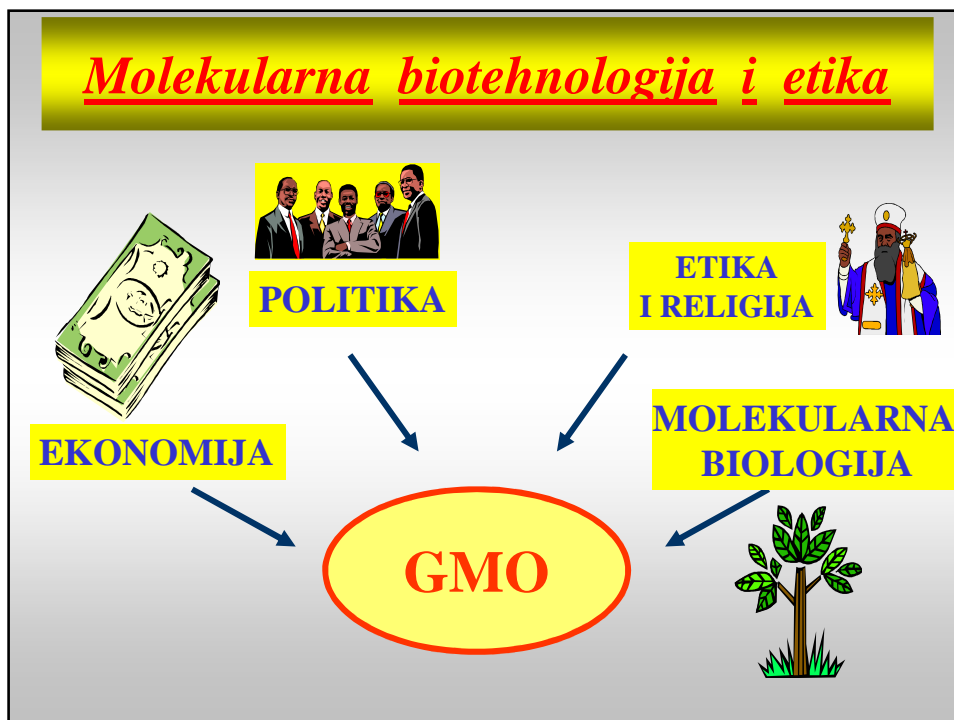 Molekularna biotehnologija i etika
POLITIKA
ETIKA
I RELIGIJA
EKONOMIJA
MOLEKULARNA
BIOLOGIJA
GMO